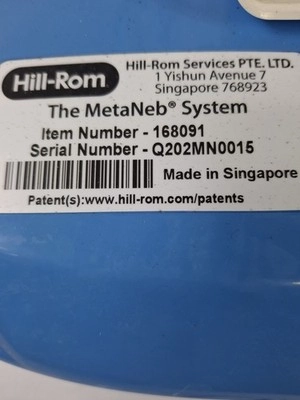 Hill-Rom
Hill-Rom Services PTE. LTD.
1 Yishun Avenue 7
Singapore 768923
The MetaNeb® System
Item Number - 168091
Serial Number - Q202MN0015
Made in Singapore
Patent(s):www.hill-rom.com/patents